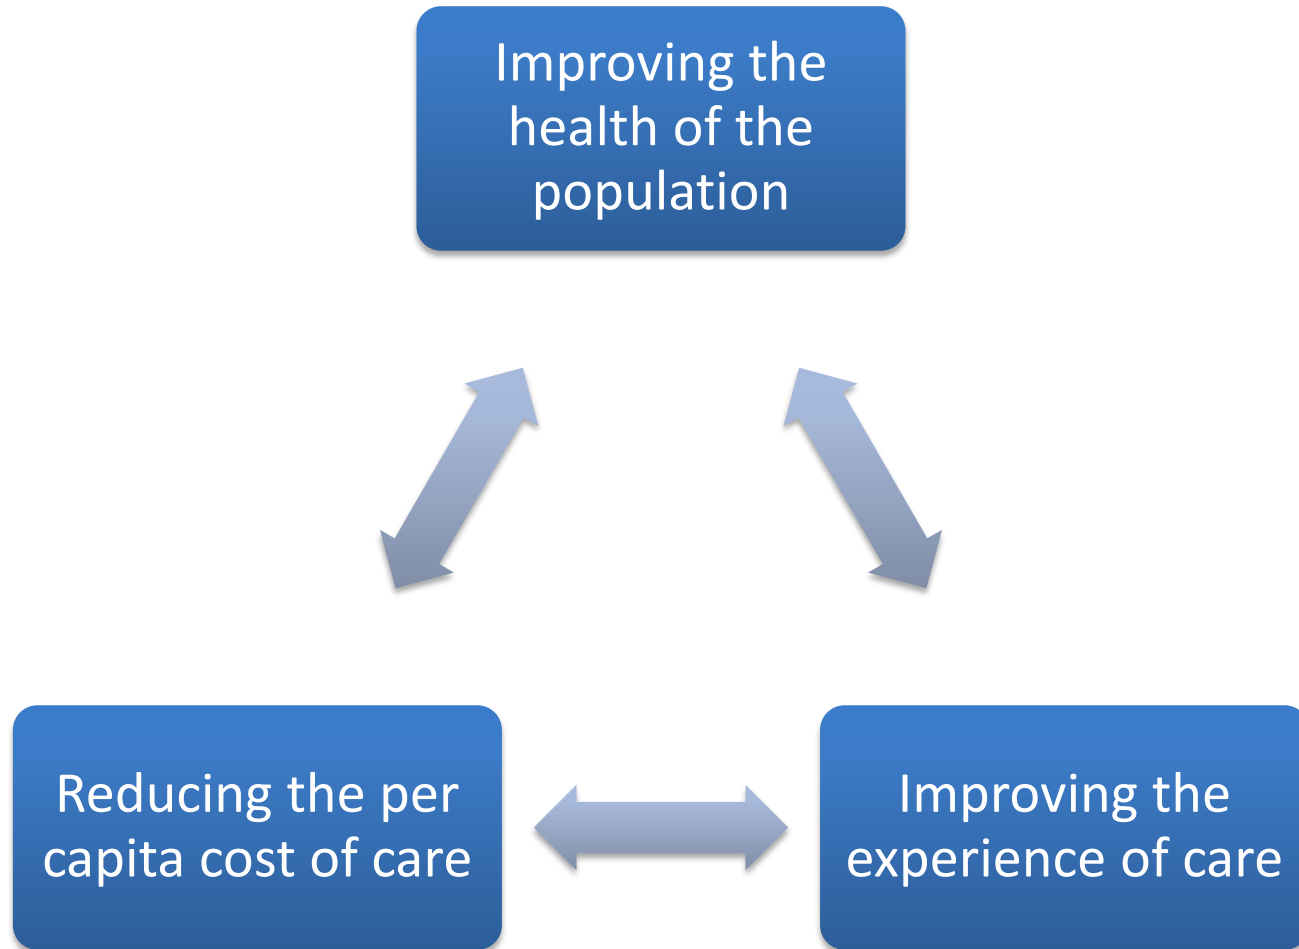 Improving the
health of the
population
Reducing the per
capita cost of care
Improving the
experience of care